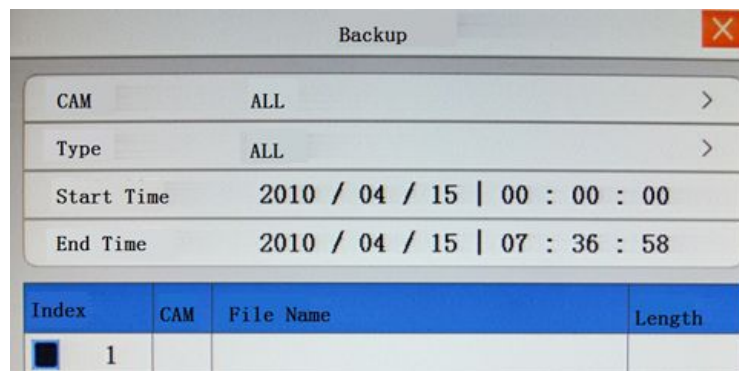 Backup
CAM ALL >
Type ALL >
Start Time 2010 / 04 / 15 | 00 : 00 : 00
End Time 2010 / 04 / 15 | 07 : 36 : 58
Index CAM File Name Length
1